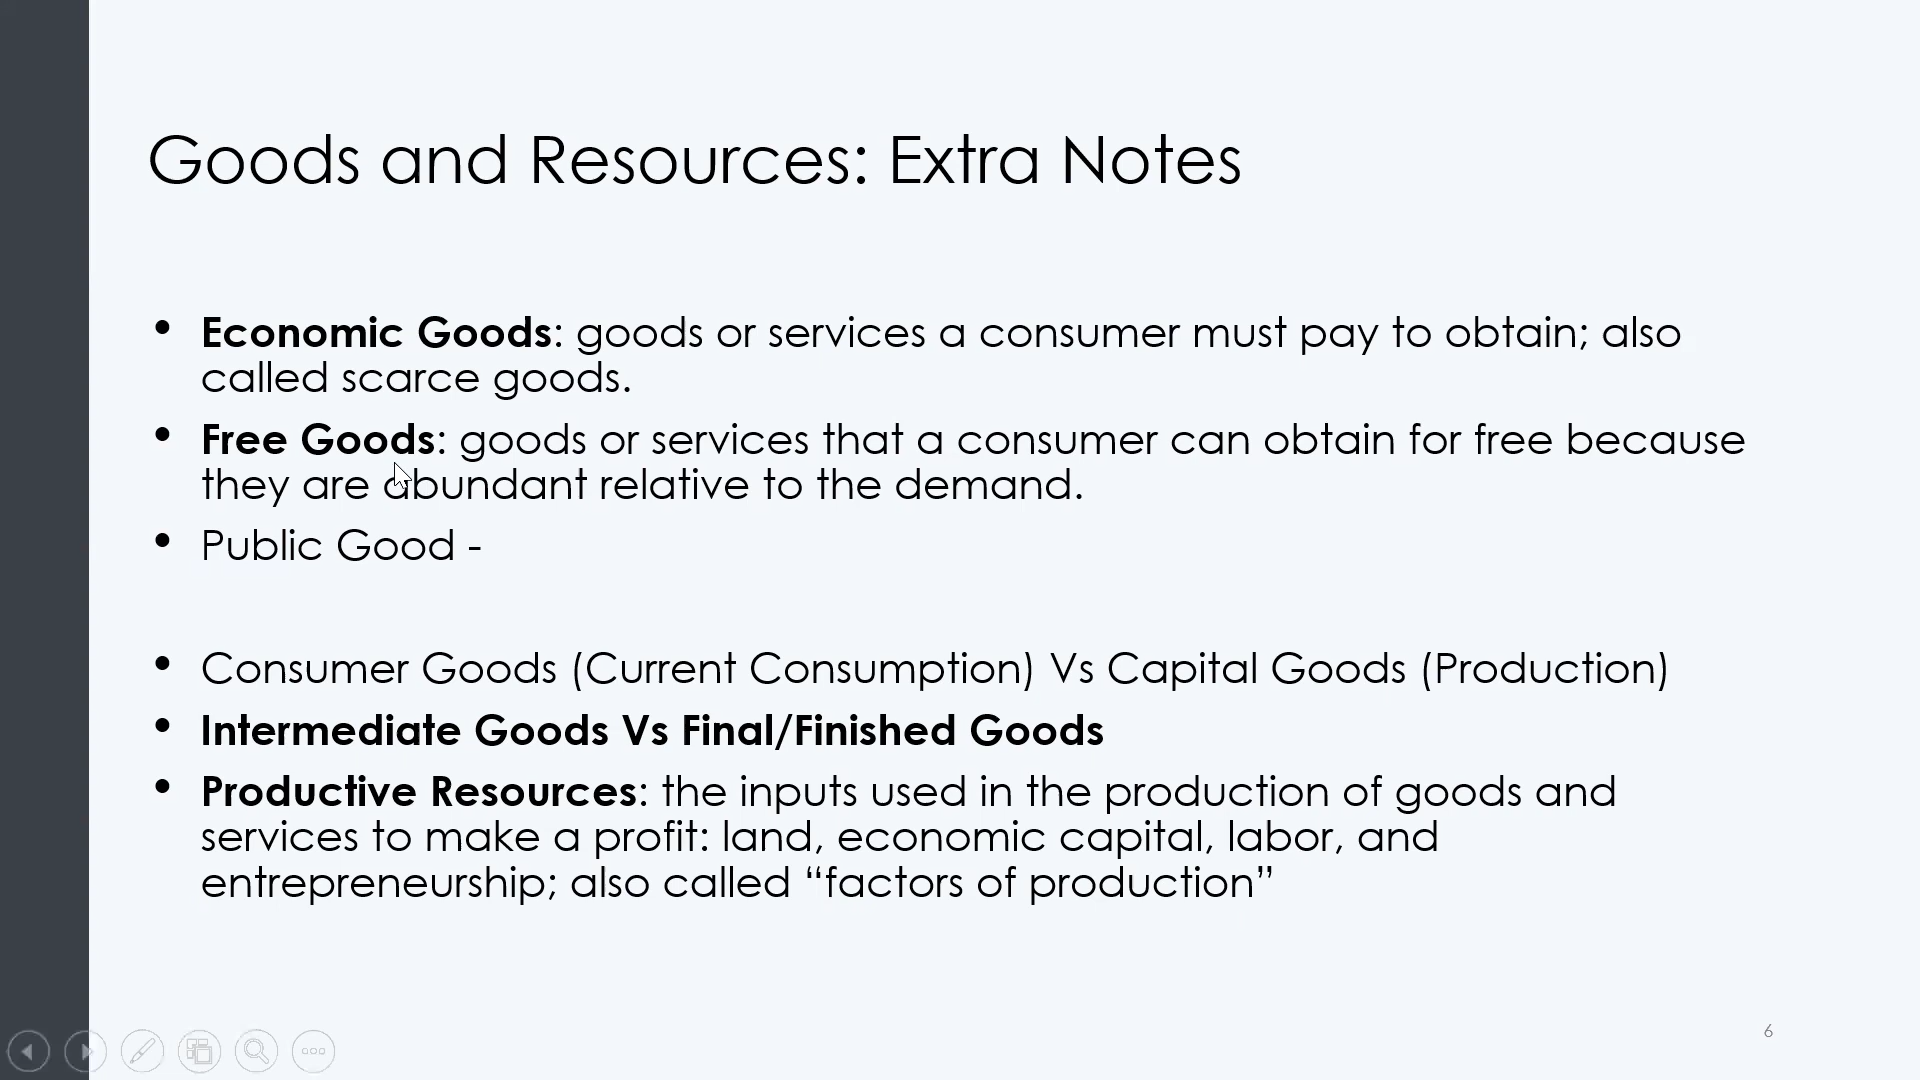 Goods and Resources: Extra Notes
• Economic Goods: goods or services a consumer must pay to obtain; also
called scarce goods.
• Free Goods: goods or services that a consumer can obtain for free because
they are abundant relative to the demand.
• Public Good -
• Consumer Goods (Current Consumption) Vs Capital Goods (Production)
• Intermediate Goods Vs Final/Finished Goods
• Productive Resources: the inputs used in the production of goods and
services to make a profit: land, economic capital, labor, and
entrepreneurship; also called “factors of production”
6